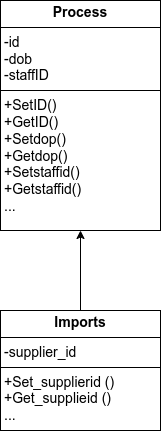 Process
-id
-dob
-staffID
+SetID()
+GetID()
+Setdop()
+Getdop()
+Setstaffid()
+Getstaffid()
...
Imports
-supplier_id
+Set_supplierid ()
+Get_supplieid ()
...